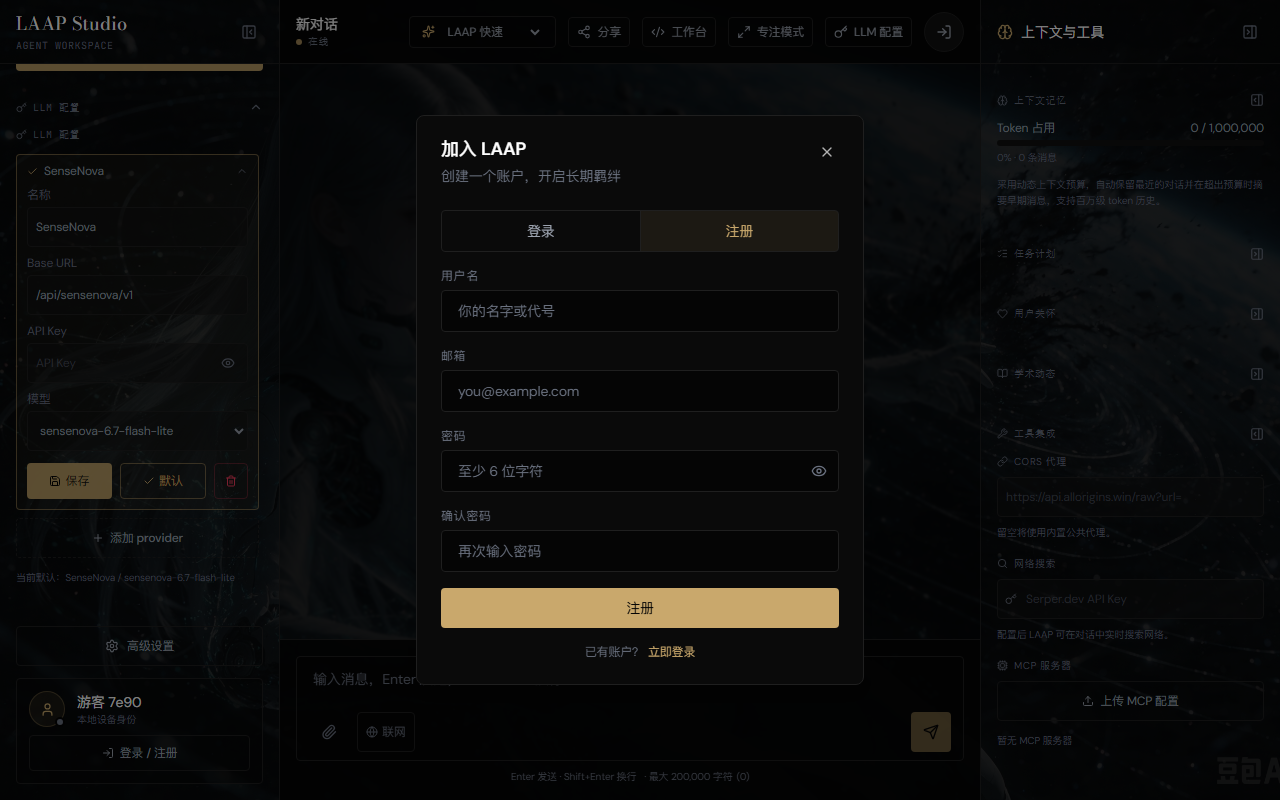 LAAP Studio
AGENT WORKSPACE
LLM 配置
LLM 配置
SenseNova
名称
SenseNova
Base URL
/api/sensenova/v1
API Key
API Key
模型
sensenova-6.7-flash-lite
保存
默认
添加 provider
当前默认: SenseNova / sensenova-6.7-flash-lite
高级设置
游客 7e90
本地设备身份
登录 / 注册
新对话
在线
LAAP 快速
分享
工作台
专注模式
LLM 配置
加入 LAAP
创建一个账户，开启长期羁绊
登录
注册
用户名
你的名字或代号
邮箱
you@example.com
密码
至少 6 位字符
确认密码
再次输入密码
注册
已有账户？ 立即登录
输入消息，Enter
联网
Enter 发送 · Shift+Enter 换行 · 最大 200,000 字符 (0)
上下文与工具
上下文记忆
Token 占用
0 / 1,000,000
0% · 0 条消息
采用动态上下文预算，自动保留最近的对话并在超出预算时摘
要早期消息，支持百万级 token 历史。
任务计划
用户关怀
学术动态
工具集成
CORS 代理
https://api.allorigins.win/raw?url=
留空将使用内置公共代理。
网络搜索
Serper.dev API Key
配置后 LAAP 可在对话中实时搜索网络。
MCP 服务器
上传 MCP 配置
暂无 MCP 服务器
豆包A